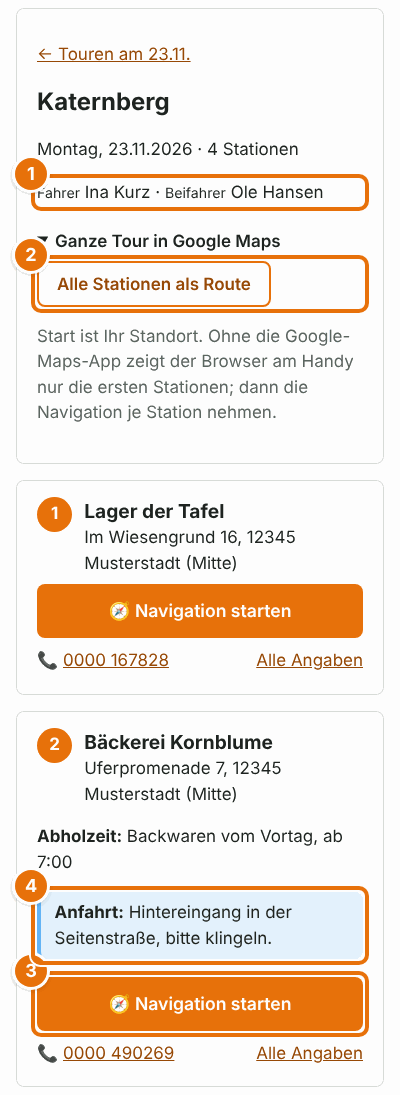 ← Touren am 23.11.
Katernberg
Montag, 23.11.2026 · 4 Stationen
1
Fahrer Ina Kurz · Beifahrer Ole Hansen
Ganze Tour in Google Maps
2
Alle Stationen als Route
Start ist Ihr Standort. Ohne die Google-
Maps-App zeigt der Browser am Handy
nur die ersten Stationen; dann die
Navigation je Station nehmen.
1 Lager der Tafel
Im Wiesengrund 16, 12345
Musterstadt (Mitte)
🧭 Navigation starten
📞 0000 167828 Alle Angaben
2 Bäckerei Kornblume
Uferpromenade 7, 12345
Musterstadt (Mitte)
Abholzeit: Backwaren vom Vortag, ab
7:00
4
Anfahrt: Hintereingang in der
Seitenstraße, bitte klingeln.
3
🧭 Navigation starten
📞 0000 490269 Alle Angaben